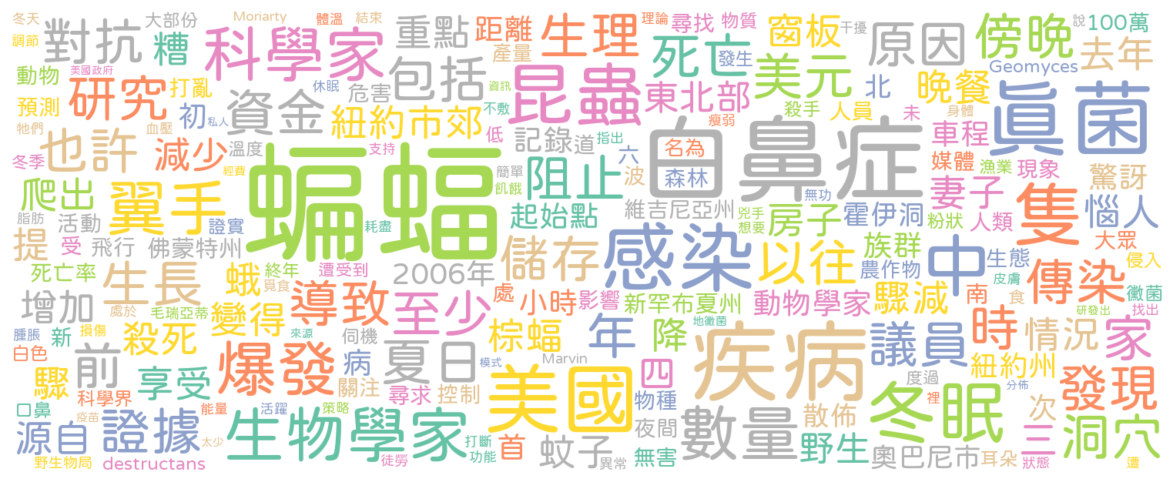 冬天 大部份 Moriarty 體溫 結束 理論 尋找 物質 干擾 說 100萬
調節 對抗 糟 科學家 重點 距離 生理 死亡 窗板 原因 傍晚 去年
動物 美國政府 休眠 包括 產量 昆蟲 發生 美元 北 Geomyces
預測 研究 打亂 危害 資訊 不敷 東北部 殺手 人員 晚餐 未 真菌
牠們 初 私人 資金 紐約市郊 低 記錄 道 指出 瘦弱 身體 車程
也許 血壓 減少 溫度 支持 白鼻症 名為 媒體 漁業 現象 驚訝
冬季 經費 蝙蝠 簡單 飢餓 阻止 六 波 森林 無功 妻子
爬出 翼手 證實 耗盡 起始點 維吉尼亞州 兇手 想要 房子 霍伊洞 粉狀 人類 隻 惱人
脂肪 活動 提 受 飛行 佛蒙特州 儲存 感染 以往 族群 中 生態 大眾
死亡率 生長 蛾 終年 覓食 遭受到 2006年 農作物 皮膚 傳染 侵入
增加 處於 毛瑞亞蒂 變得 導致 至少 處 小時 影響 新罕布夏州 動物學家 驟減 南 食 黴菌
腫脹 新 損傷 殺死 來源 伺機 棕蝠 年 降 地黴菌 時 情況 研發出 找出
白色 驟 前 享受 爆發 病 夏日 模式 Marvin 美國 四 疾病 議員 紐約州 家
科學界 能量 關注 尋求 控制 物種 度過 裡 分佈 發現
口鼻 疫苗 證據 活躍 策略 打斷 首 夜間 數量 散佈 冬眠 次 三 洞穴
源自 太少 生物學家 功能 蚊子 無害 野生 奧巴尼市 耳朵
野生物局 destructans 徒勞 異常 狀態 遭